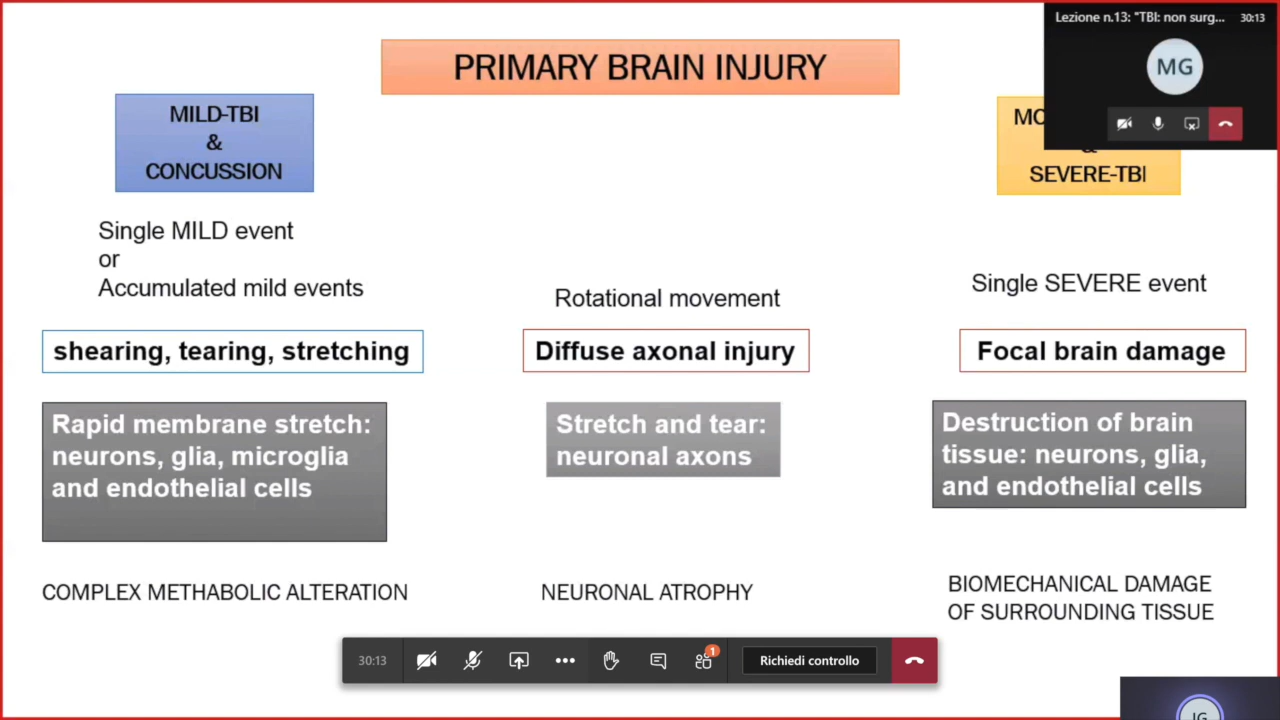 PRIMARY BRAIN INJURY
Lezione n.13: "TBI: non surg... 30:13
MG
MILD-TBI
&
CONCUSSION
&
SEVERE-TBI
Single MILD event
or
Accumulated mild events
shearing, tearing, stretching
Rapid membrane stretch:
neurons, glia, microglia
and endothelial cells
COMPLEX METHABOLIC ALTERATION
Rotational movement
Diffuse axonal injury
Stretch and tear:
neuronal axons
NEURONAL ATROPHY
Single SEVERE event
Focal brain damage
Destruction of brain
tissue: neurons, glia,
and endothelial cells
BIOMECHANICAL DAMAGE
OF SURROUNDING TISSUE
30:13
1
Richiedi controllo